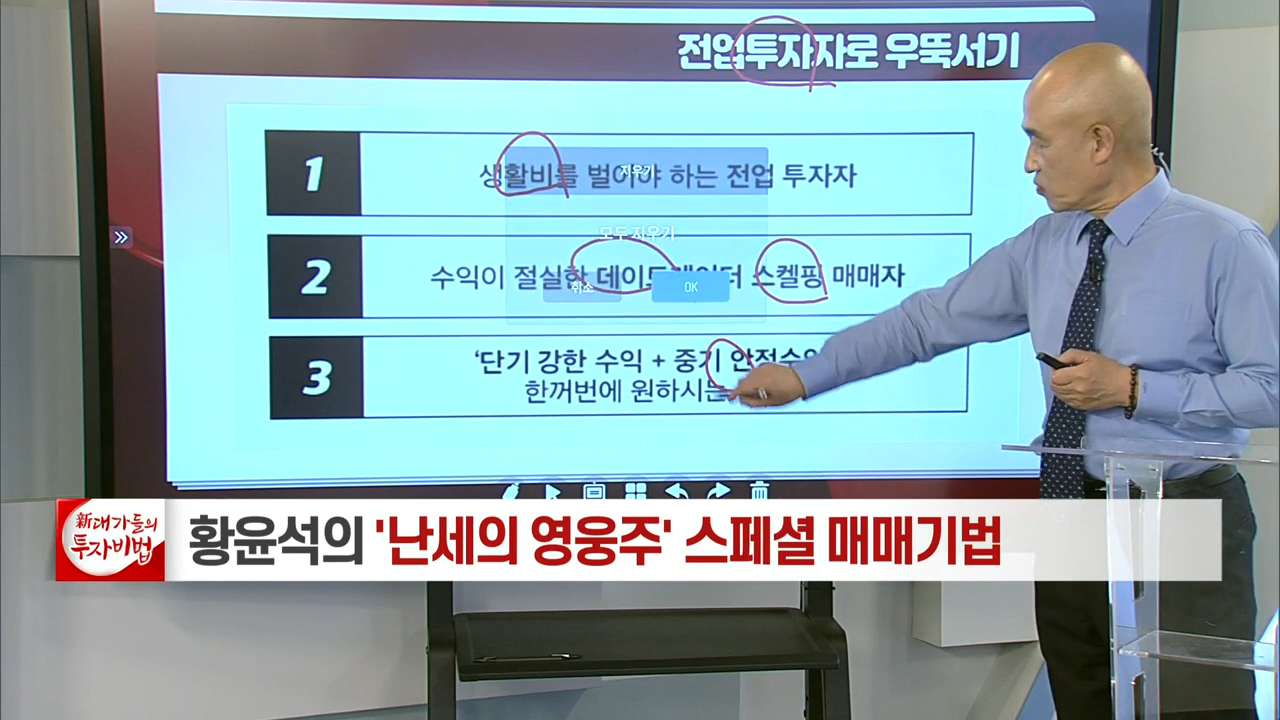 전업투자자로 우뚝서기
1
생활비를 벌어야 하는 전업 투자자
지우기
모두 지우기
2
수익이 절실한 데이트레이더 스켈핑 매매자
취소
OK
3
‘단기 강한 수익 + 중기 안정수익
한꺼번에 원하시는
新대가들의
투자비법
황윤석의 '난세의 영웅주' 스페셜 매매기법